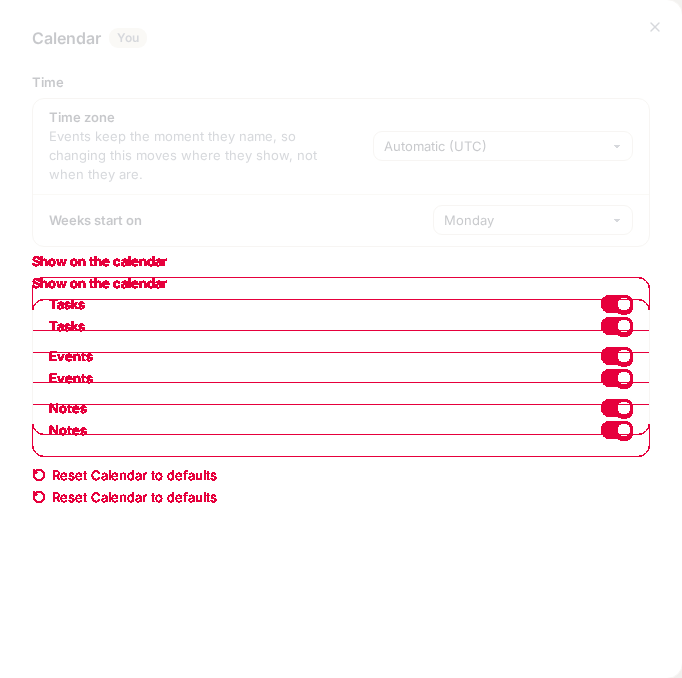 Calendar You
Time
Time zone
Events keep the moment they name, so
changing this moves where they show, not
when they are.
Automatic (UTC)
Weeks start on
Monday
Show on the calendar
Show on the calendar
Tasks
Tasks
Events
Events
Notes
Notes
Reset Calendar to defaults
Reset Calendar to defaults